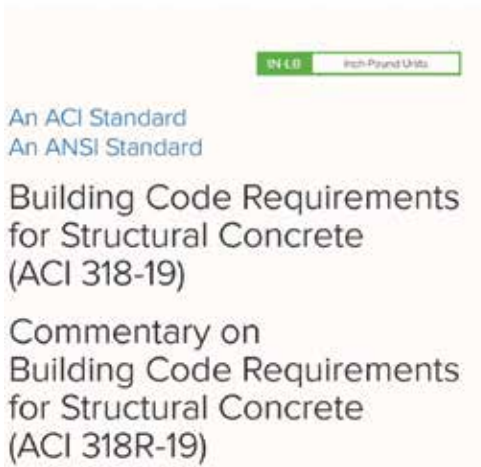 IN-LB Inch-Pound Units
An ACI Standard
An ANSI Standard
Building Code Requirements
for Structural Concrete
(ACI 318-19)
Commentary on
Building Code Requirements
for Structural Concrete
(ACI 318R-19)